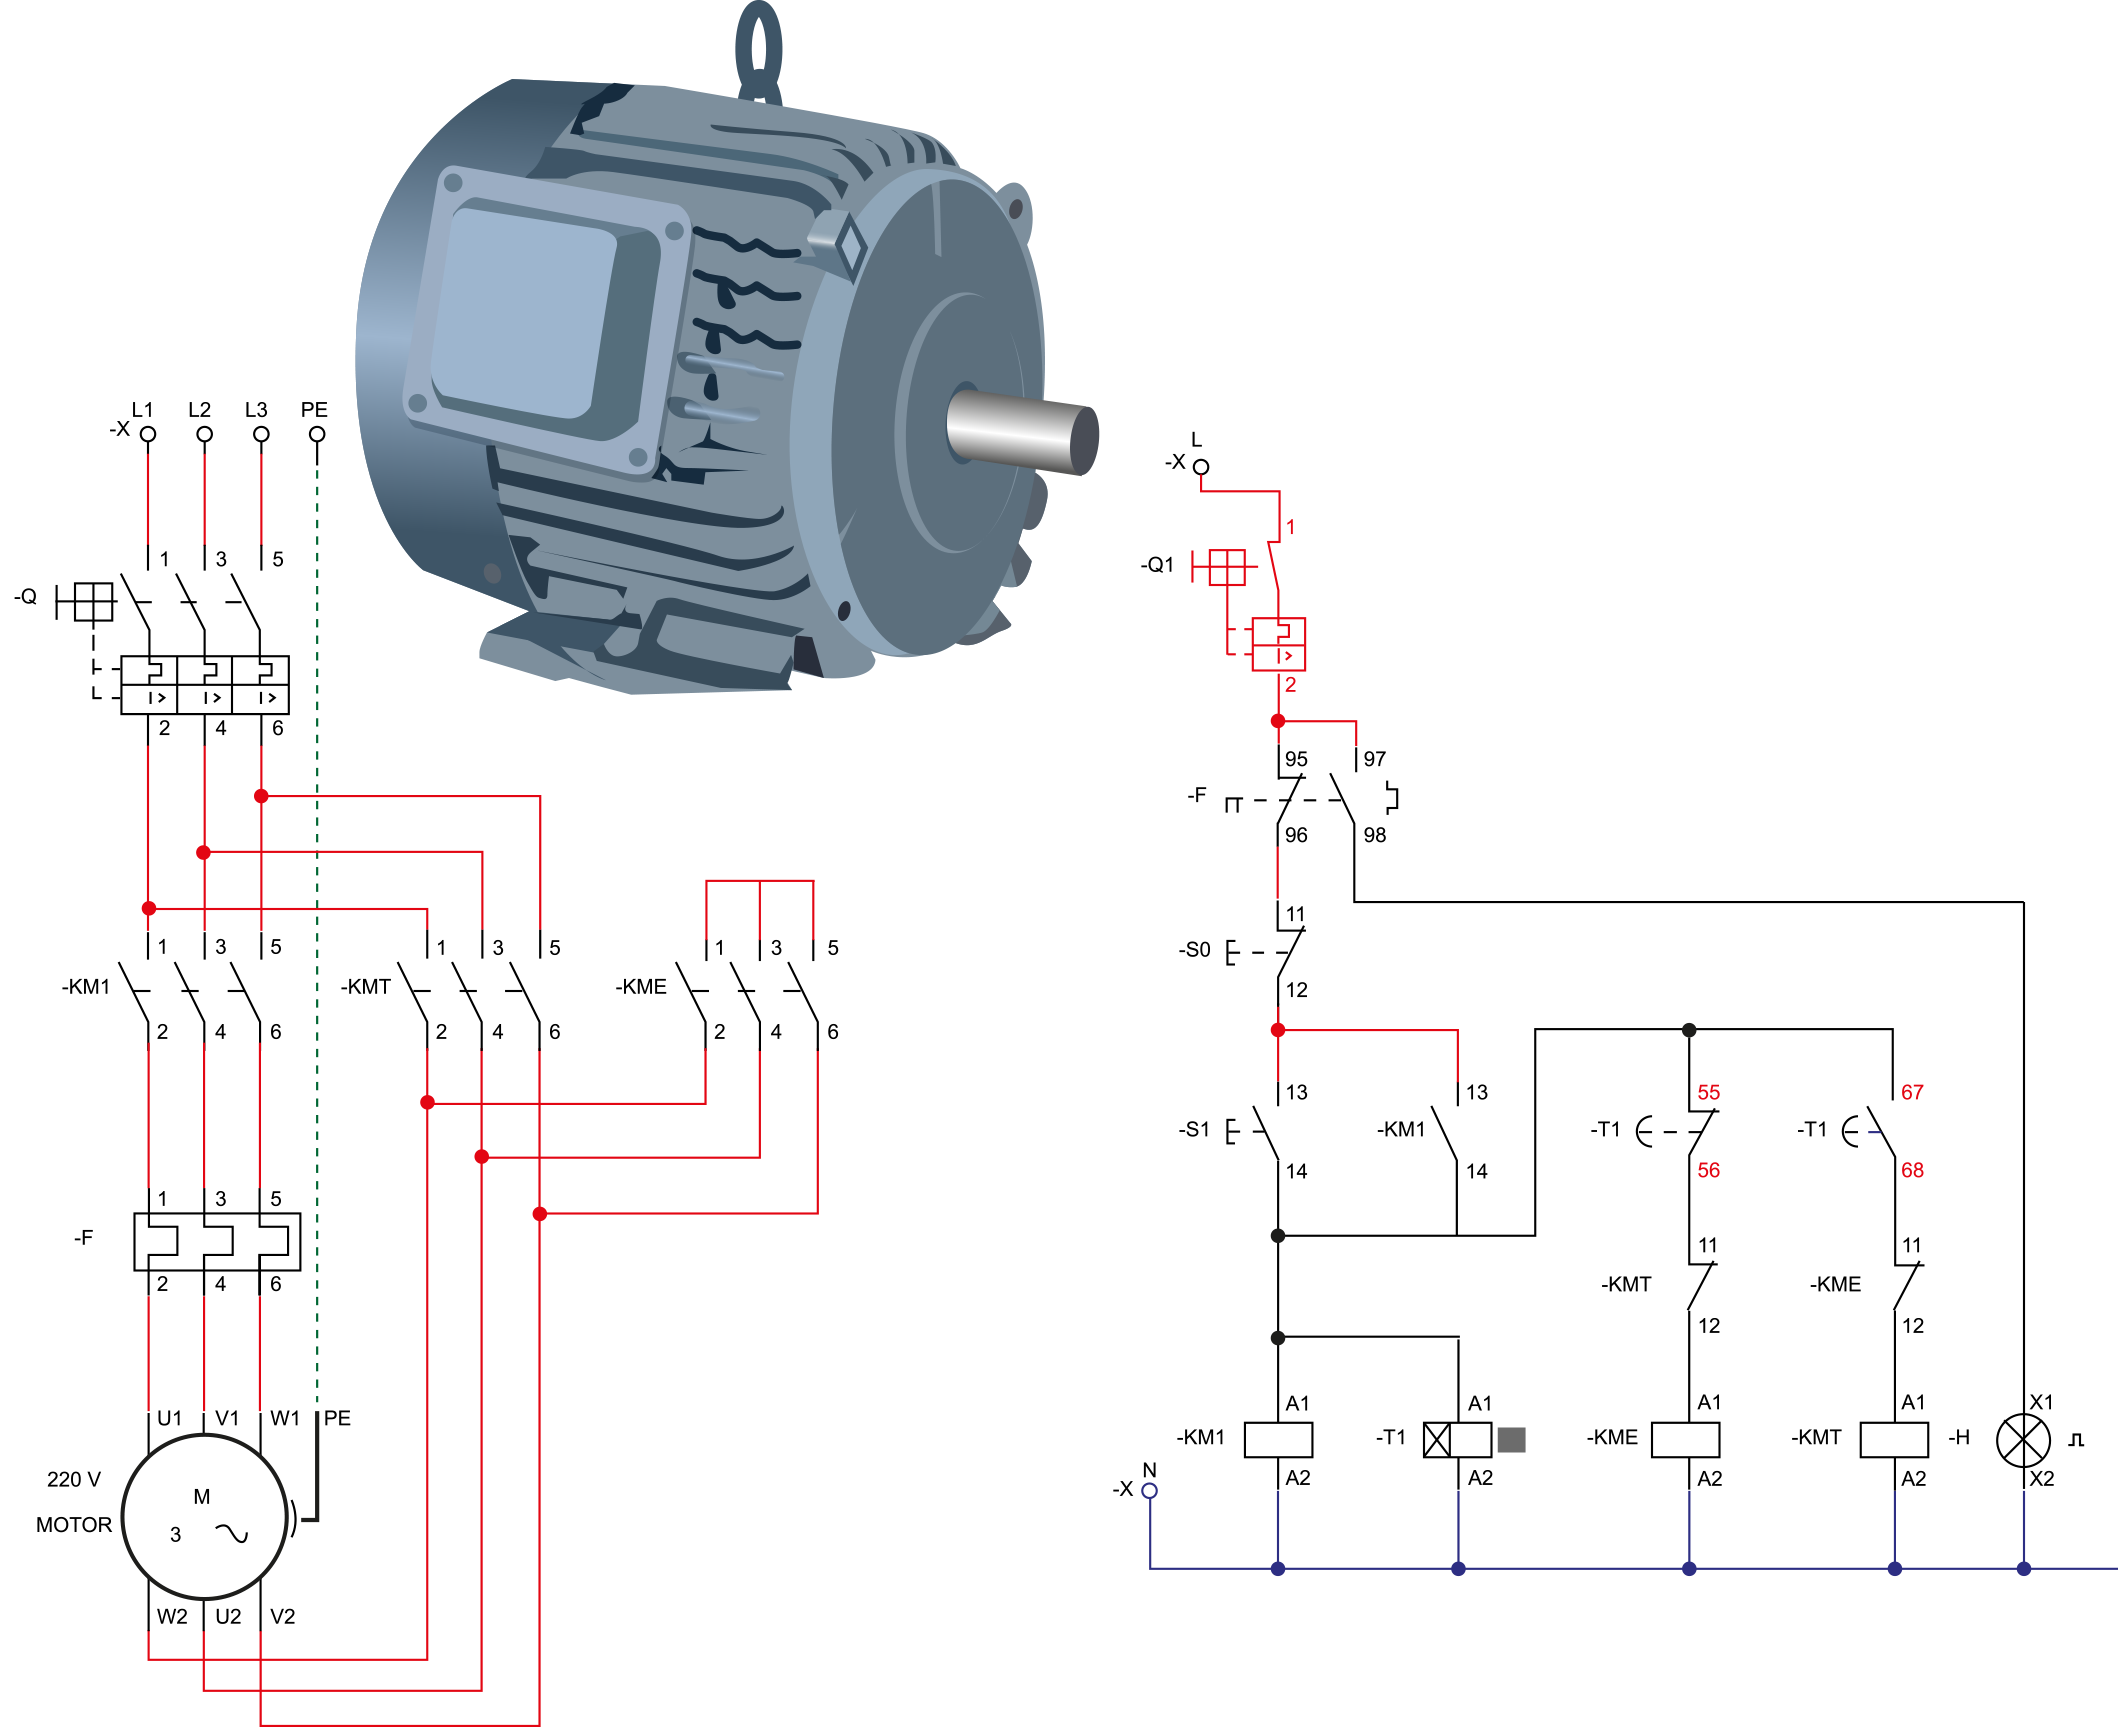 L1 L2 L3 PE
-X
1 3 5
-Q
I> I> I>
2 4 6
1 3 5
-KM1
2 4 6
1 3 5
-KMT
2 4 6
1 3 5
-KME
2 4 6
1 3 5
-F
2 4 6
U1 V1 W1 PE
220 V
MOTOR
M
3
W2 U2 V2
L
-X
1
-Q1
I>
2
95 97
-F
96 98
11
-S0
12
13 13
-S1 -KM1
14 14
55 67
-T1 -T1
56 68
11 11
-KMT -KME
12 12
A1 A1 A1 A1 X1
-KM1 -T1 -KME -KMT -H
A2 A2 A2 A2 X2
N
-X